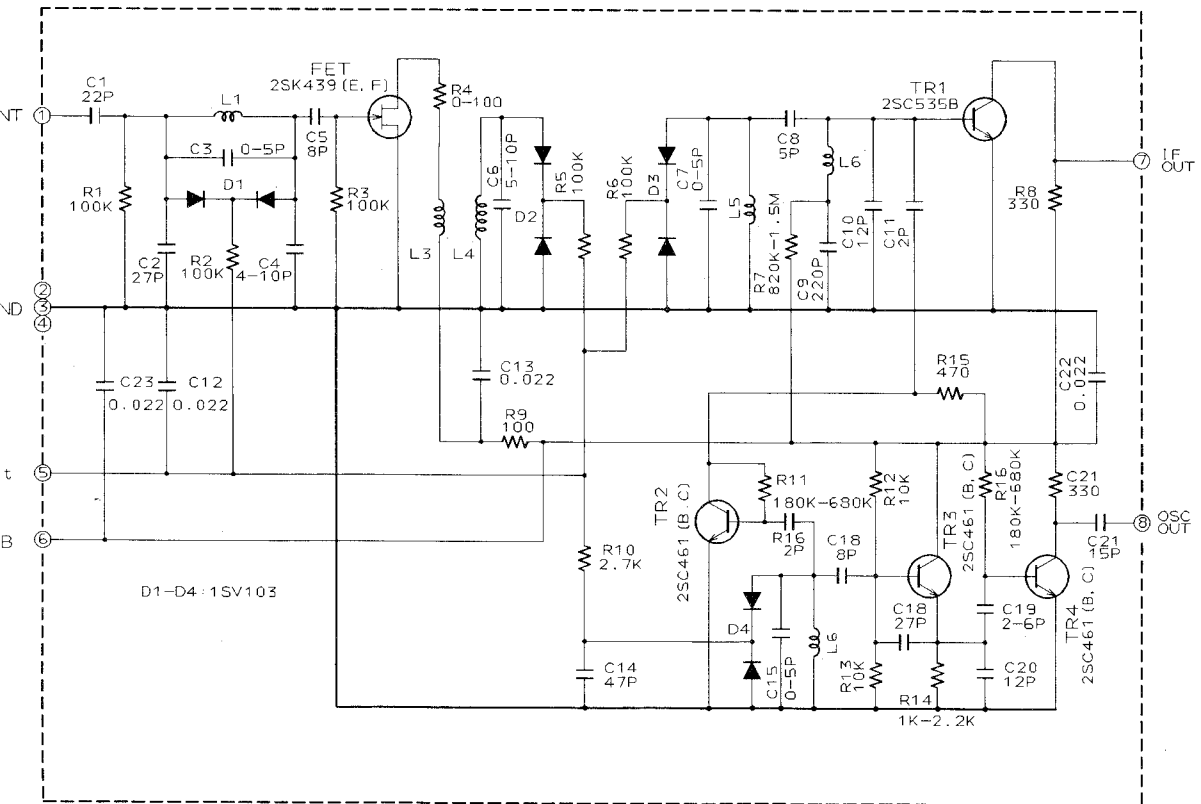 C1
22P
L1
FET
2SK439(E,F)
R4
0-100
TR1
2SC535B
NT
1
C3
0-5P
C5
8P
C6
5-10P
R5
100K
R6
100K
D3
C7
0-5P
C8
5P
L6
7
IF
OUT
R1
100K
D1
R3
100K
D2
L5
R8
330
C2
27P
R2
100K
C4
4-10P
L3
L4
R7
820K-1.5M
C9
220P
C10
12P
C11
2P
2
ND
3
4
C23
0.022
C12
0.022
C13
0.022
R15
470
C22
0.022
R9
100
t
5
R11
180K-680K
R12
10K
TR3
2SC461(B,C)
R16
180K-680K
C21
330
TR2
2SC461(B.C)
B
6
R10
2.7K
R16
2P
C18
8P
C21
15P
8
OSC
OUT
D1-D4:1SV103
D4
C15
0-5P
L6
C18
27P
C19
2-6P
TR4
2SC461(B,C)
C14
47P
R13
10K
R14
1K-2.2K
C20
12P